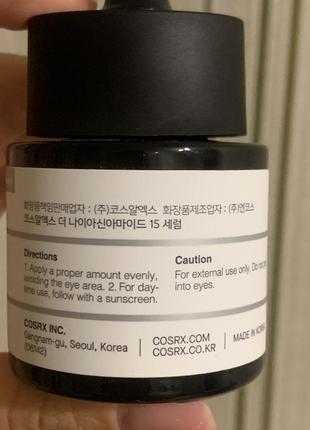 화장품책임판매업자 : (주)코스알엑스 화장품제조업자 : (주)엔코스
코스알엑스 더 나이아신아마이드 15 세럼
Directions
1. Apply a proper amount evenly,
avoiding the eye area. 2. For day-
time use, follow with a sunscreen.
Caution
For external use only. Do not
into eyes.
COSRX INC.
Gangnam-gu, Seoul, Korea
(06142)
COSRX.COM
COSRX.CO.KR
MADE IN KOREA